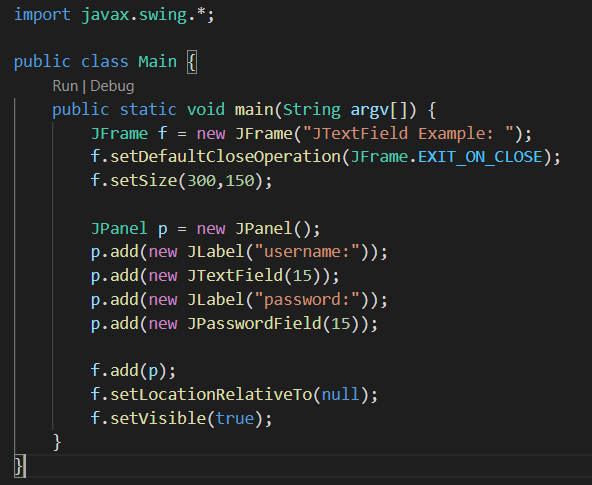 import javax.swing.*;
public class Main {
Run | Debug
public static void main(String argv[]) {
JFrame f = new JFrame("JTextField Example: ");
f.setDefaultCloseOperation(JFrame.EXIT_ON_CLOSE);
f.setSize(300,150);
JPanel p = new JPanel();
p.add(new JLabel("username:"));
p.add(new JTextField(15));
p.add(new JLabel("password:"));
p.add(new JPasswordField(15));
f.add(p);
f.setLocationRelativeTo(null);
f.setVisible(true);
}
}